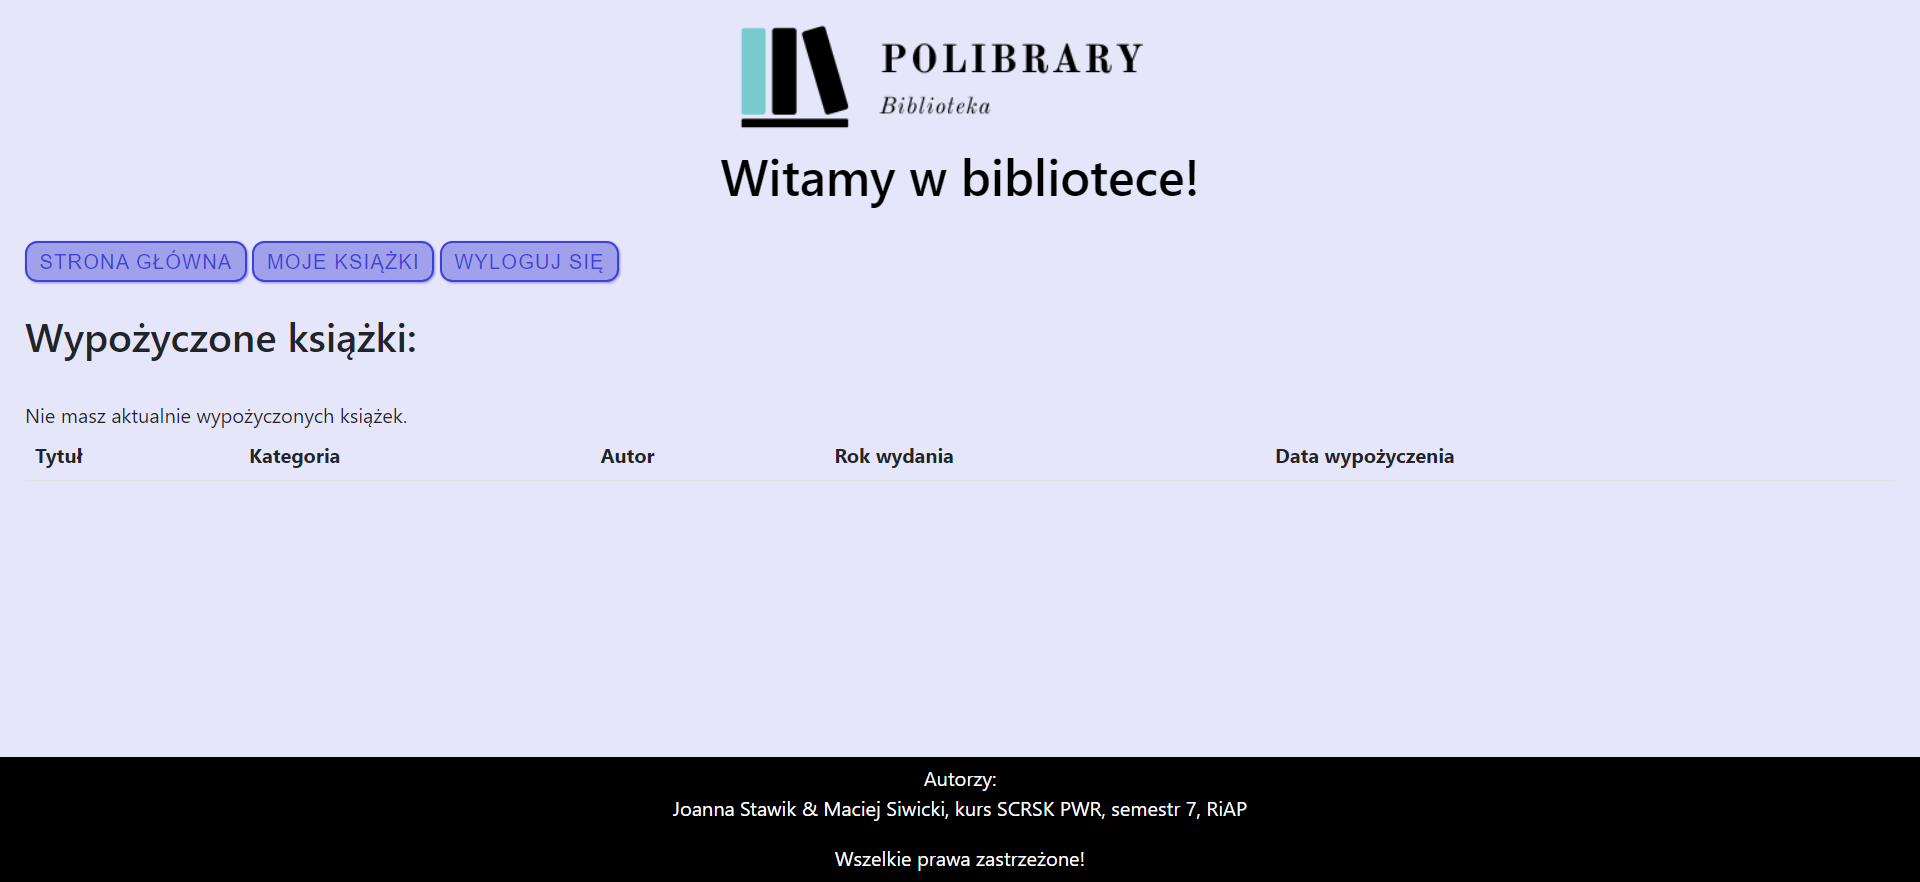 POLIBRARY
Biblioteka
Witamy w bibliotece!
STRONA GŁÓWNA MOJE KSIĄŻKI WYLOGUJ SIĘ
Wypożyczone książki:
Nie masz aktualnie wypożyczonych książek.
Tytuł Kategoria Autor Rok wydania Data wypożyczenia
Autorzy:
Joanna Stawik & Maciej Siwicki, kurs SCRSK PWR, semestr 7, RiAP
Wszelkie prawa zastrzeżone!